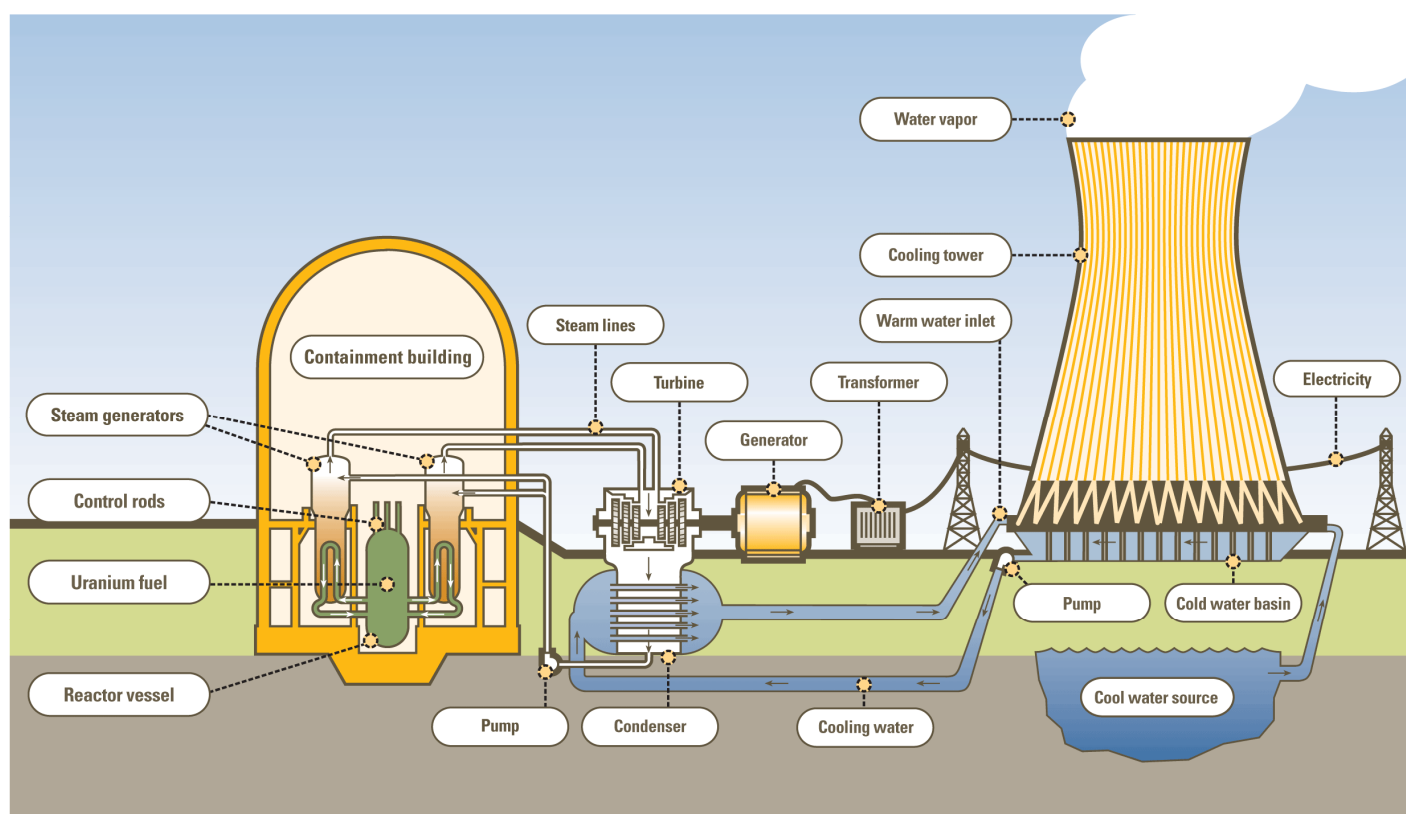 Water vapor
Cooling tower
Warm water inlet
Steam lines
Containment building
Turbine
Transformer
Electricity
Steam generators
Generator
Control rods
Uranium fuel
Pump
Cold water basin
Reactor vessel
Cool water source
Pump
Condenser
Cooling water